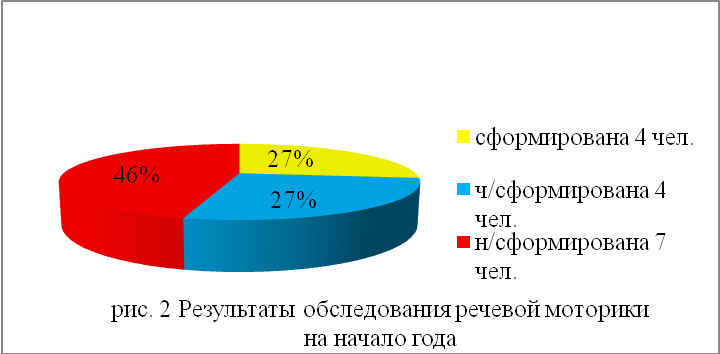 27%
46%
27%
сформирована 4 чел.
ч/сформирована 4
чел.
н/сформирована 7
чел.
рис. 2 Результаты обследования речевой моторики
на начало года